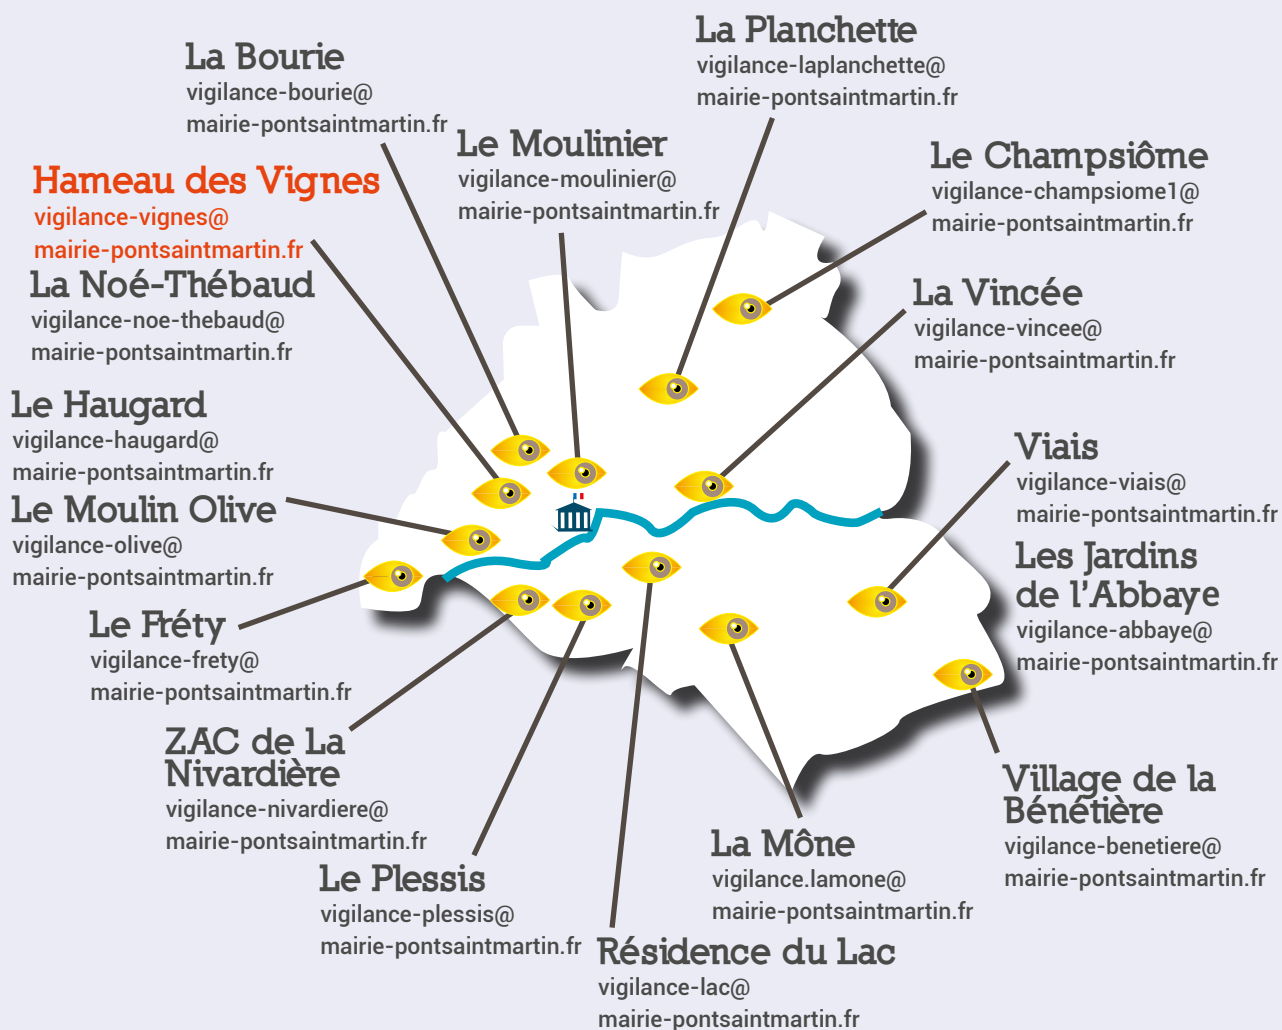 La Planchette
vigilance-laplanchette@
mairie-pontsaintmartin.fr
La Bourie
vigilance-bourie@
mairie-pontsaintmartin.fr
Le Moulinier
vigilance-moulinier@
mairie-pontsaintmartin.fr
Le Champsiôme
vigilance-champsiome1@
mairie-pontsaintmartin.fr
Hameau des Vignes
vigilance-vignes@
mairie-pontsaintmartin.fr
La Noé-Thébaud
vigilance-noe-thebaud@
mairie-pontsaintmartin.fr
La Vincée
vigilance-vincee@
mairie-pontsaintmartin.fr
Le Haugard
vigilance-haugard@
mairie-pontsaintmartin.fr
Viais
vigilance-viais@
mairie-pontsaintmartin.fr
Le Moulin Olive
vigilance-olive@
mairie-pontsaintmartin.fr
Les Jardins
de l'Abbaye
vigilance-abbaye@
mairie-pontsaintmartin.fr
Le Fréty
vigilance-frety@
mairie-pontsaintmartin.fr
ZAC de La
Nivardière
vigilance-nivardiere@
mairie-pontsaintmartin.fr
Village de la
Bénétière
vigilance-benetiere@
mairie-pontsaintmartin.fr
La Mône
vigilance.lamone@
mairie-pontsaintmartin.fr
Le Plessis
vigilance-plessis@
mairie-pontsaintmartin.fr
Résidence du Lac
vigilance-lac@
mairie-pontsaintmartin.fr